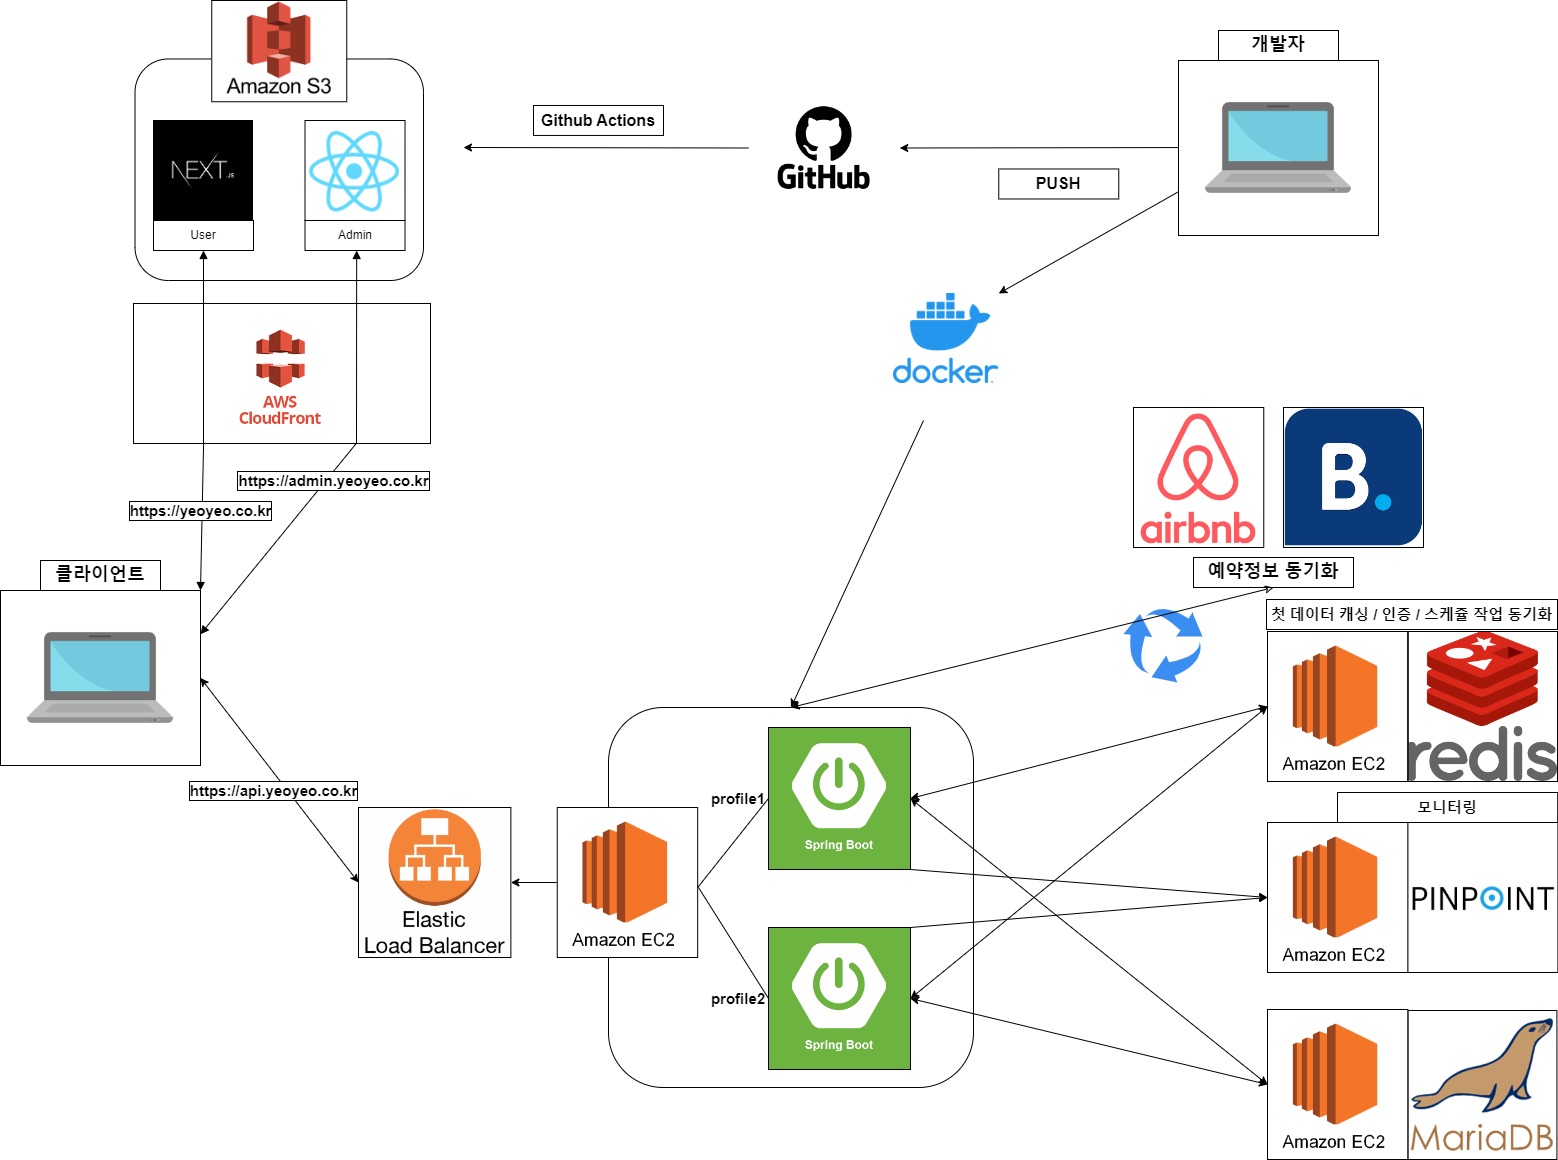 Amazon S3
개발자
Github Actions
GitHub
PUSH
NEXT.JS
User
Admin
docker
AWS
CloudFront
https://admin.yeoyeo.co.kr
https://yeoyeo.co.kr
airbnb
B.
예약정보 동기화
클라이언트
첫 데이터 캐싱 / 인증 / 스케쥴 작업 동기화
Amazon EC2
redis
https://api.yeoyeo.co.kr
profile1
Spring Boot
모니터링
Elastic
Load Balancer
Amazon EC2
Amazon EC2
PINPOINT
profile2
Spring Boot
Amazon EC2
MariaDB